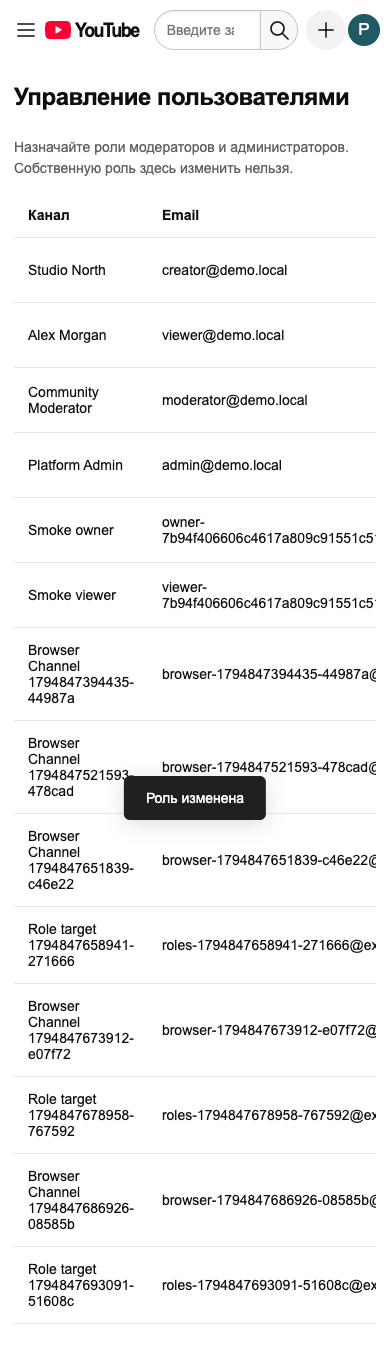 YouTube
Введите за
P
Управление пользователями
Назначайте роли модераторов и администраторов.
Собственную роль здесь изменить нельзя.
Канал Email
Studio North creator@demo.local
Alex Morgan viewer@demo.local
Community
Moderator
moderator@demo.local
Platform Admin admin@demo.local
Smoke owner
owner-
7b94f406606c4617a809c91551c51
Smoke viewer
viewer-
7b94f406606c4617a809c91551c51
Browser
Channel
1794847394435-
44987a
browser-1794847394435-44987a@
Browser
Channel
1794847521593-
478cad
browser-1794847521593-478cad@
Роль изменена
Browser
Channel
1794847651839-
c46e22
browser-1794847651839-c46e22@
Role target
1794847658941-
271666
roles-1794847658941-271666@ex
Browser
Channel
1794847673912-
e07f72
browser-1794847673912-e07f72@
Role target
1794847678958-
767592
roles-1794847678958-767592@ex
Browser
Channel
1794847686926-
08585b
browser-1794847686926-08585b@
Role target
1794847693091-
51608c
roles-1794847693091-51608c@ex